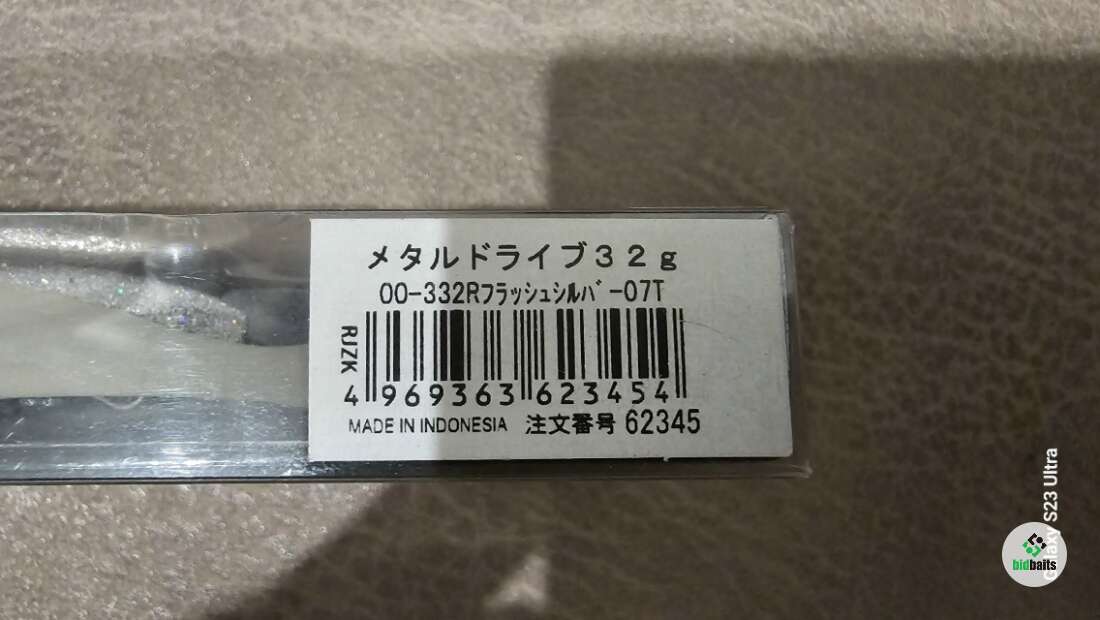 メタルドライブ３２ｇ
00-332Rﾌﾗｯｼｭｼﾙﾊﾞｰ07T
RJZK
4 969363 623454
MADE IN INDONESIA 注文番号 62345
Galaxy S23 Ultra
bidbaits